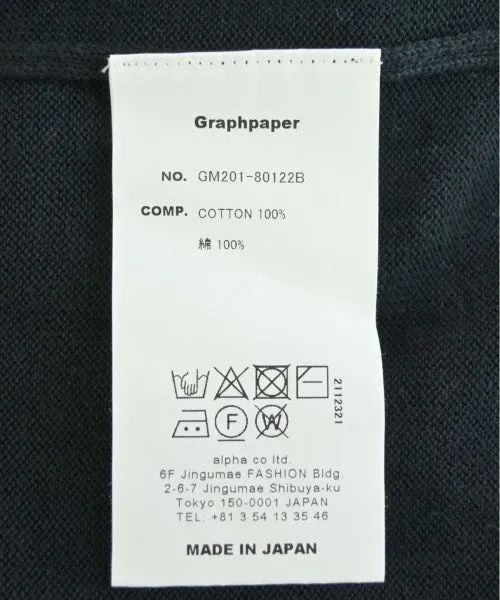 Graphpaper
NO. GM201-80122B
COMP. COTTON 100%
綿 100%
2112321
F
W
alpha co ltd.
6F Jingumae FASHION Bldg.
2-6-7 Jingumae Shibuya-ku
Tokyo 150-0001 JAPAN
TEL: +81 3 54 13 35 46
MADE IN JAPAN